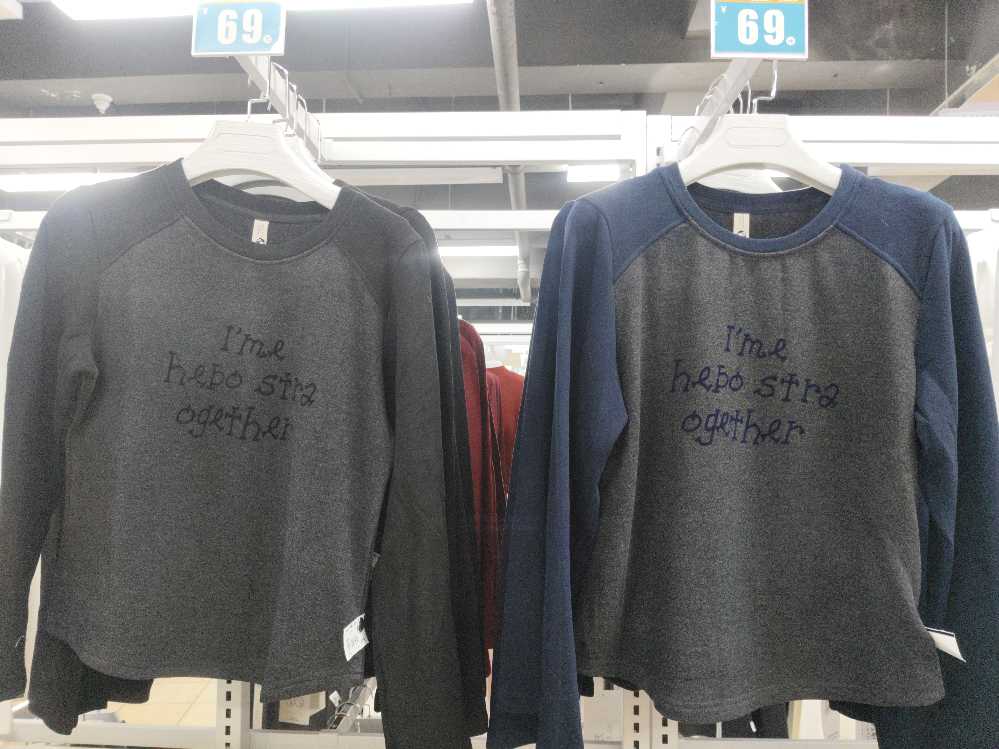 ¥ 69.
¥ 69.
I'me
hebo stra
ogether
I'me
hebo stra
ogether